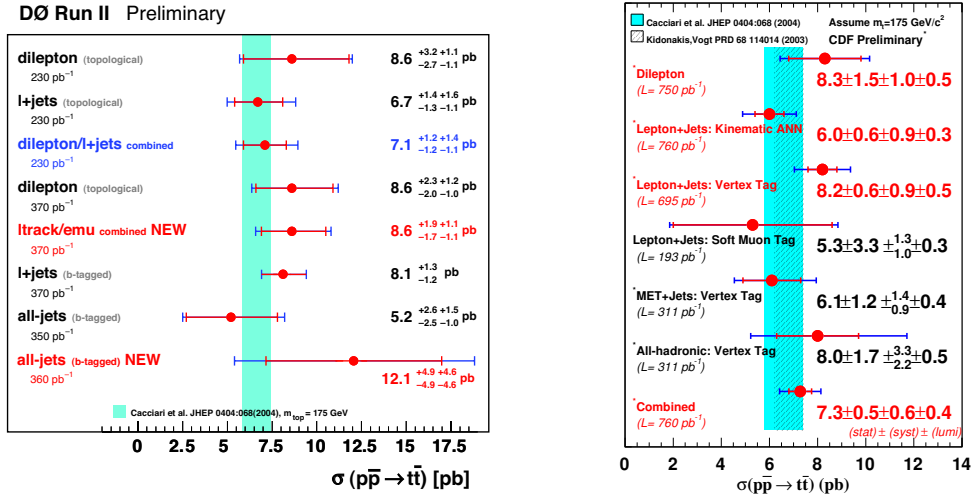 DØ Run II Preliminary
dilepton (topological) 8.6 +3.2 +1.1 −2.7 −1.1 pb
230 pb⁻¹
l+jets (topological) 6.7 +1.4 +1.6 −1.3 −1.1 pb
230 pb⁻¹
dilepton/l+jets combined 7.1 +1.2 +1.4 −1.2 −1.1 pb
230 pb⁻¹
dilepton (topological) 8.6 +2.3 +1.2 −2.0 −1.0 pb
370 pb⁻¹
ltrack/emu combined NEW 8.6 +1.9 +1.1 −1.7 −1.1 pb
370 pb⁻¹
l+jets (b-tagged) 8.1 +1.3 −1.2 pb
370 pb⁻¹
all-jets (b-tagged) 5.2 +2.6 +1.5 −2.5 −1.0 pb
350 pb⁻¹
all-jets (b-tagged) NEW
360 pb⁻¹ 12.1 +4.9 +4.6 −4.9 −4.6 pb
Cacciari et al. JHEP 0404:068(2004), m_top = 175 GeV
0 2.5 5 7.5 10 12.5 15 17.5
σ (pp̅ → tt̅) [pb]
Cacciari et al. JHEP 0404:068 (2004) Assume m_t=175 GeV/c²
Kidonakis,Vogt PRD 68 114014 (2003) CDF Preliminary*
*Dilepton 8.3±1.5±1.0±0.5
(L= 750 pb⁻¹)
*Lepton+Jets: Kinematic ANN 6.0±0.6±0.9±0.3
(L= 760 pb⁻¹)
*Lepton+Jets: Vertex Tag 8.2±0.6±0.9±0.5
(L= 695 pb⁻¹)
Lepton+Jets: Soft Muon Tag 5.3±3.3 ±1.3 1.0 ±0.3
(L= 193 pb⁻¹)
*MET+Jets: Vertex Tag 6.1±1.2 ±1.4 0.9 ±0.4
(L= 311 pb⁻¹)
*All-hadronic: Vertex Tag 8.0±1.7 ±3.3 2.2 ±0.5
(L= 311 pb⁻¹)
*Combined 7.3±0.5±0.6±0.4
(L= 760 pb⁻¹) (stat) ± (syst) ± (lumi)
0 2 4 6 8 10 12 14
σ(pp̅ → tt̅) (pb)